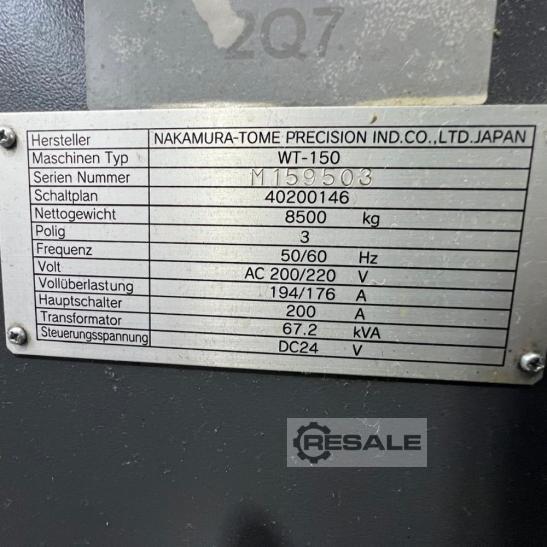 2Q7
Hersteller NAKAMURA-TOME PRECISION IND.CO.,LTD.JAPAN
Maschinen Typ WT-150
Serien Nummer M159503
Schaltplan 40200146
Nettogewicht 8500 kg
Polig 3
Frequenz 50/60 Hz
Volt AC 200/220 V
Vollüberlastung 194/176 A
Hauptschalter 200 A
Transformator 67.2 kVA
Steuerungsspannung DC24 V
RESALE